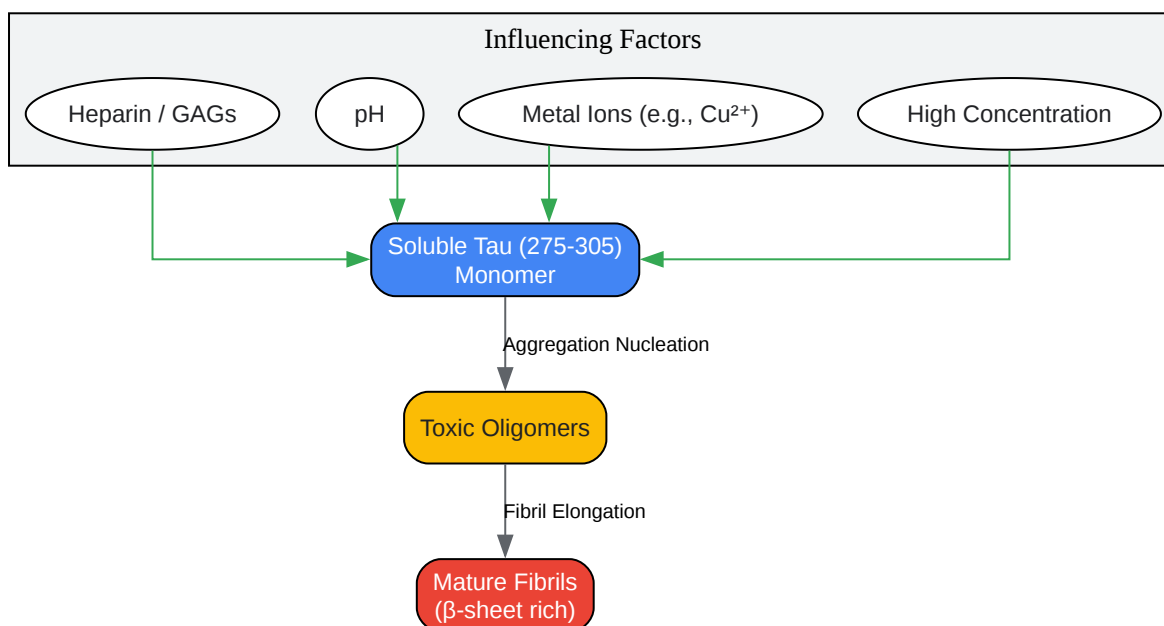 Influencing Factors
Heparin / GAGs
pH
Metal Ions (e.g., Cu²⁺)
High Concentration
Soluble Tau (275-305)
Monomer
Aggregation Nucleation
Toxic Oligomers
Fibril Elongation
Mature Fibrils
(β-sheet rich)